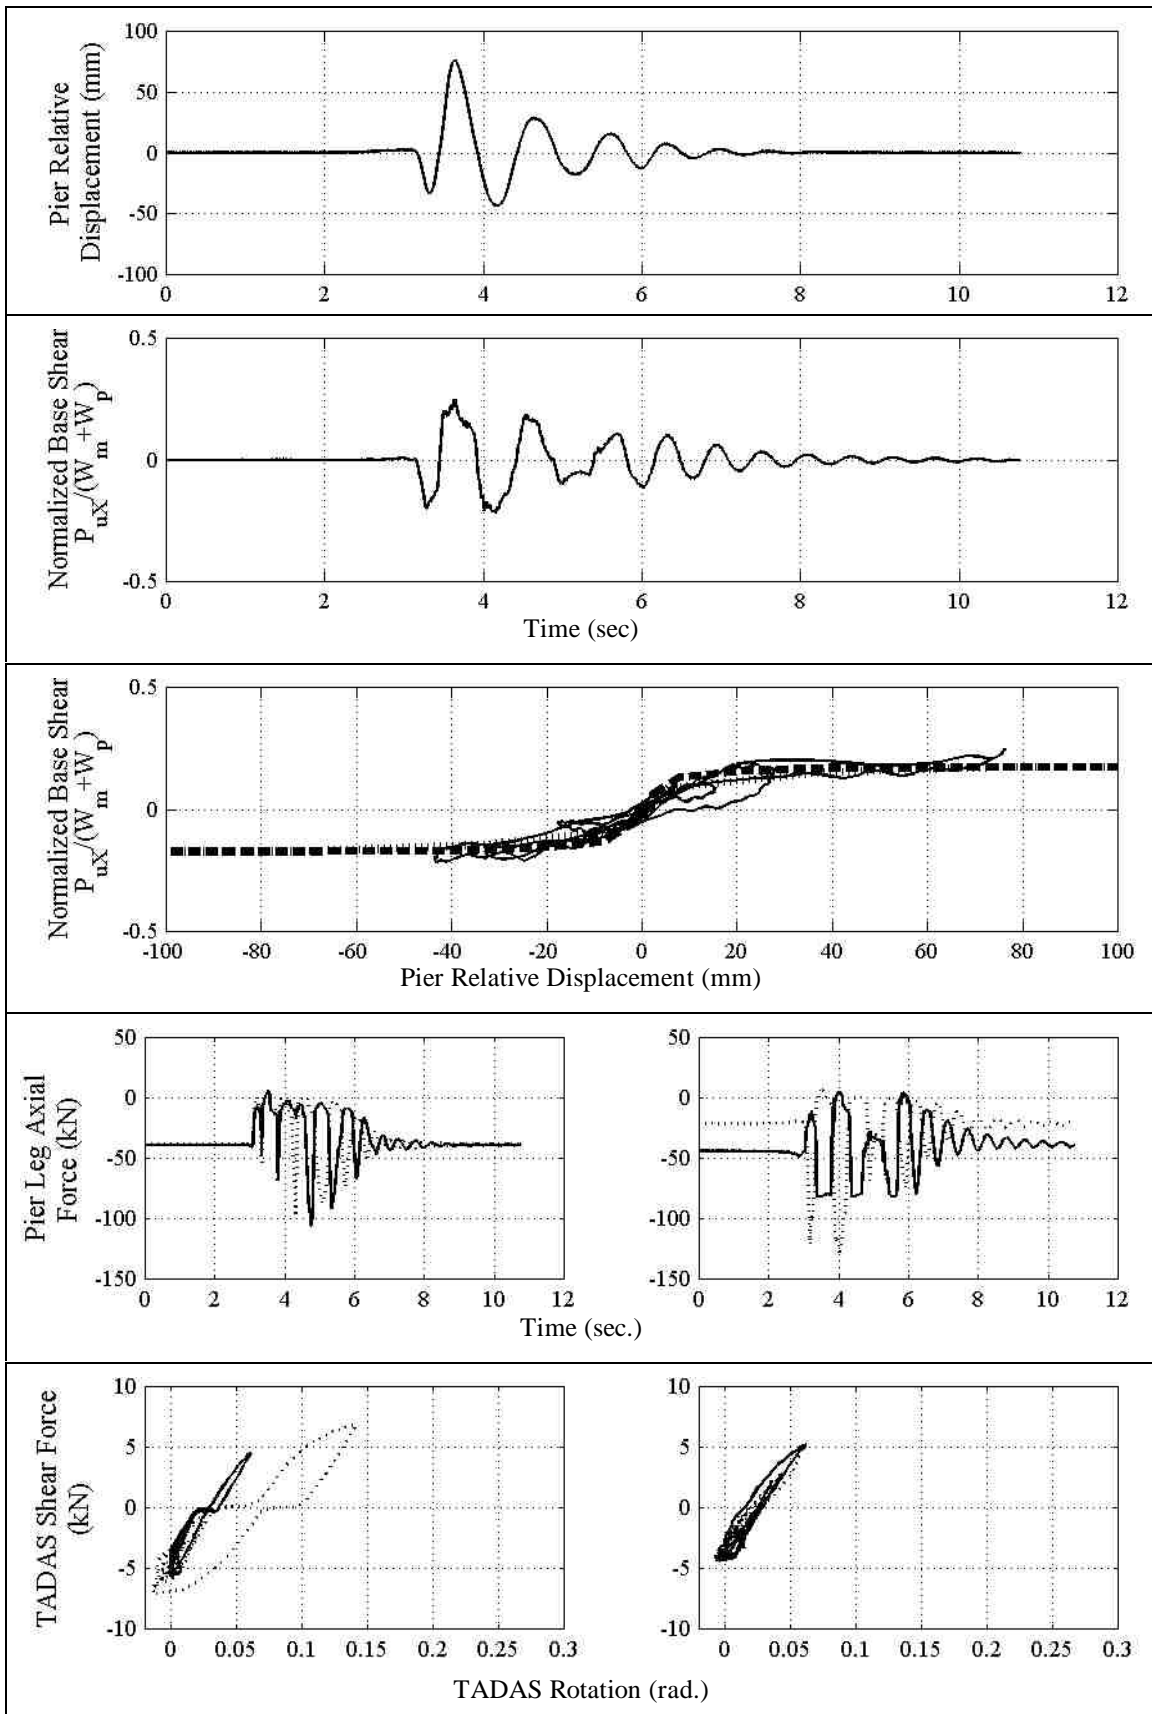 Pier Relative
Displacement (mm)
100
50
0
-50
-100
0 2 4 6 8 10 12
Normalized Base Shear
PuX/(Wm+Wp)
0.5
0
-0.5
0 2 4 6 8 10 12
Time (sec)
Normalized Base Shear
PuX/(Wm+Wp)
0.5
0
-0.5
-100 -80 -60 -40 -20 0 20 40 60 80 100
Pier Relative Displacement (mm)
Pier Leg Axial
Force (kN)
50
0
-50
-100
-150
0 2 4 6 8 10 12
50
0
-50
-100
-150
0 2 4 6 8 10 12
Time (sec.)
TADAS Shear Force
(kN)
10
5
0
-5
-10
0 0.05 0.1 0.15 0.2 0.25 0.3
10
5
0
-5
-10
0 0.05 0.1 0.15 0.2 0.25 0.3
TADAS Rotation (rad.)